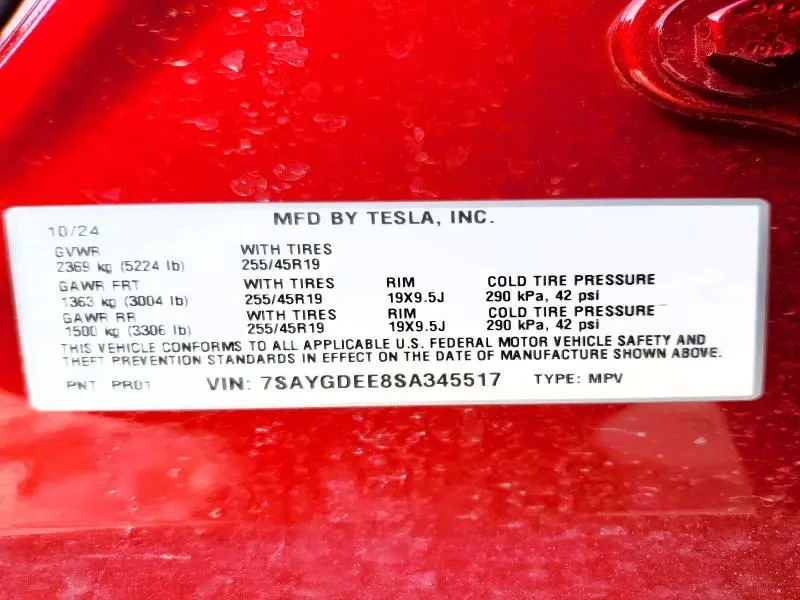 MFD BY TESLA, INC.
10/24
GVWR WITH TIRES
2369 kg (5224 lb) 255/45R19
GAWR FRT WITH TIRES RIM COLD TIRE PRESSURE
1363 kg (3004 lb) 255/45R19 19X9.5J 290 kPa, 42 psi
GAWR RR WITH TIRES RIM COLD TIRE PRESSURE
1500 kg (3306 lb) 255/45R19 19X9.5J 290 kPa, 42 psi
THIS VEHICLE CONFORMS TO ALL APPLICABLE U.S. FEDERAL MOTOR VEHICLE SAFETY AND
THEFT PREVENTION STANDARDS IN EFFECT ON THE DATE OF MANUFACTURE SHOWN ABOVE.
PNT: PR01 VIN: 7SAYGDEE8SA345517 TYPE: MPV